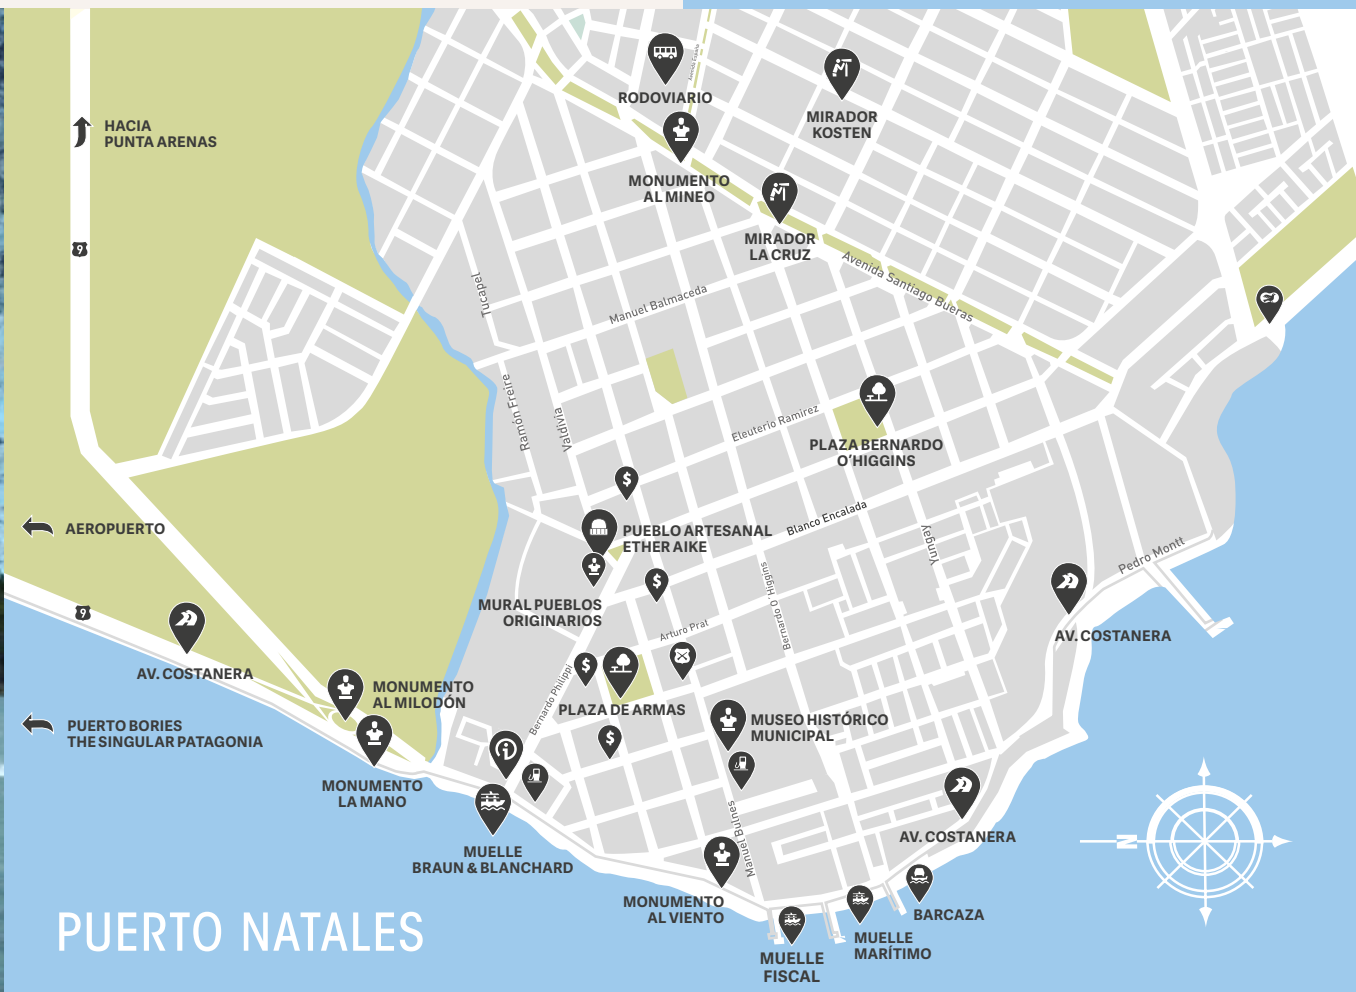 RODOVIARIO
Avenida España
MIRADOR
KOSTEN
HACIA
PUNTA ARENAS
MONUMENTO
AL MINEO
MIRADOR
LA CRUZ
9
Avenida Santiago Bueras
Tucapel
Manuel Balmaceda
Ramón Freire
Valdivia
Eleuterio Ramirez
PLAZA BERNARDO
O'HIGGINS
$
Blanco Encalada
AEROPUERTO
PUEBLO ARTESANAL
ETHER AIKE
Yungay
Pedro Montt
$
Bernardo O'Higgins
9
MURAL PUEBLOS
ORIGINARIOS
Arturo Prat
AV. COSTANERA
AV. COSTANERA
$
MONUMENTO
AL MILODÓN
Bernardo Philippi
PLAZA DE ARMAS
MUSEO HISTÓRICO
MUNICIPAL
PUERTO BORIES
THE SINGULAR PATAGONIA
$
i
MONUMENTO
LA MANO
Manuel Bulnes
AV. COSTANERA
N
MUELLE
BRAUN & BLANCHARD
MONUMENTO
AL VIENTO
BARCAZA
MUELLE
MARÍTIMO
MUELLE
FISCAL
PUERTO NATALES